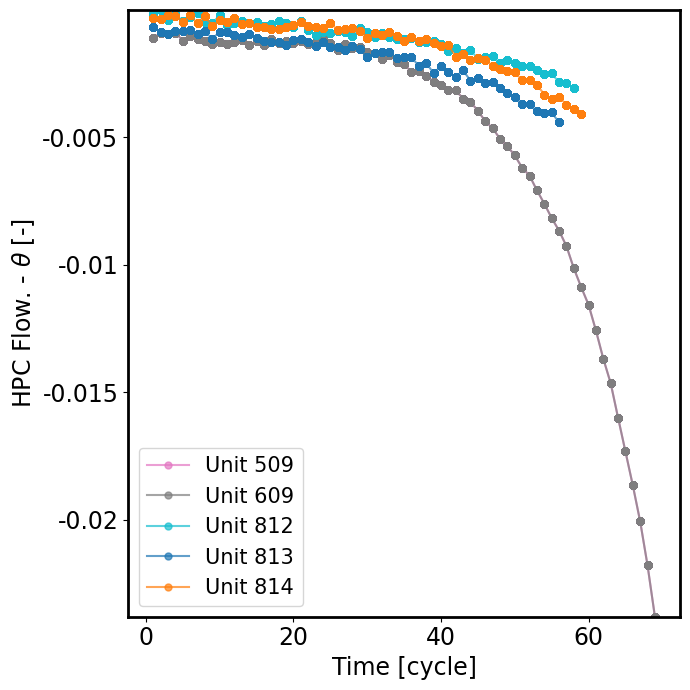 HPC Flow. - θ [-]
-0.005
-0.01
-0.015
-0.02
Unit 509
Unit 609
Unit 812
Unit 813
Unit 814
0 20 40 60
Time [cycle]